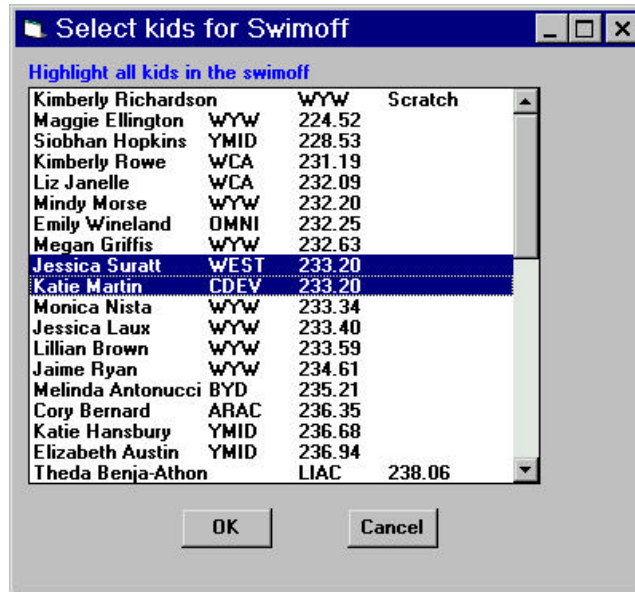 Select kids for Swimoff
Highlight all kids in the swimoff
Kimberly Richardson WYW Scratch
Maggie Ellington WYW 224.52
Siobhan Hopkins YMID 228.53
Kimberly Rowe WCA 231.19
Liz Janelle WCA 232.09
Mindy Morse WYW 232.20
Emily Wineland OMNI 232.25
Megan Griffis WYW 232.63
Jessica Suratt WEST 233.20
Katie Martin CDEV 233.20
Monica Nista WYW 233.34
Jessica Laux WYW 233.40
Lillian Brown WYW 233.59
Jaime Ryan WYW 234.61
Melinda Antonucci BYD 235.21
Cory Bernard ARAC 236.35
Katie Hansbury YMID 236.68
Elizabeth Austin YMID 236.94
Theda Benja-Athon LIAC 238.06
OK Cancel